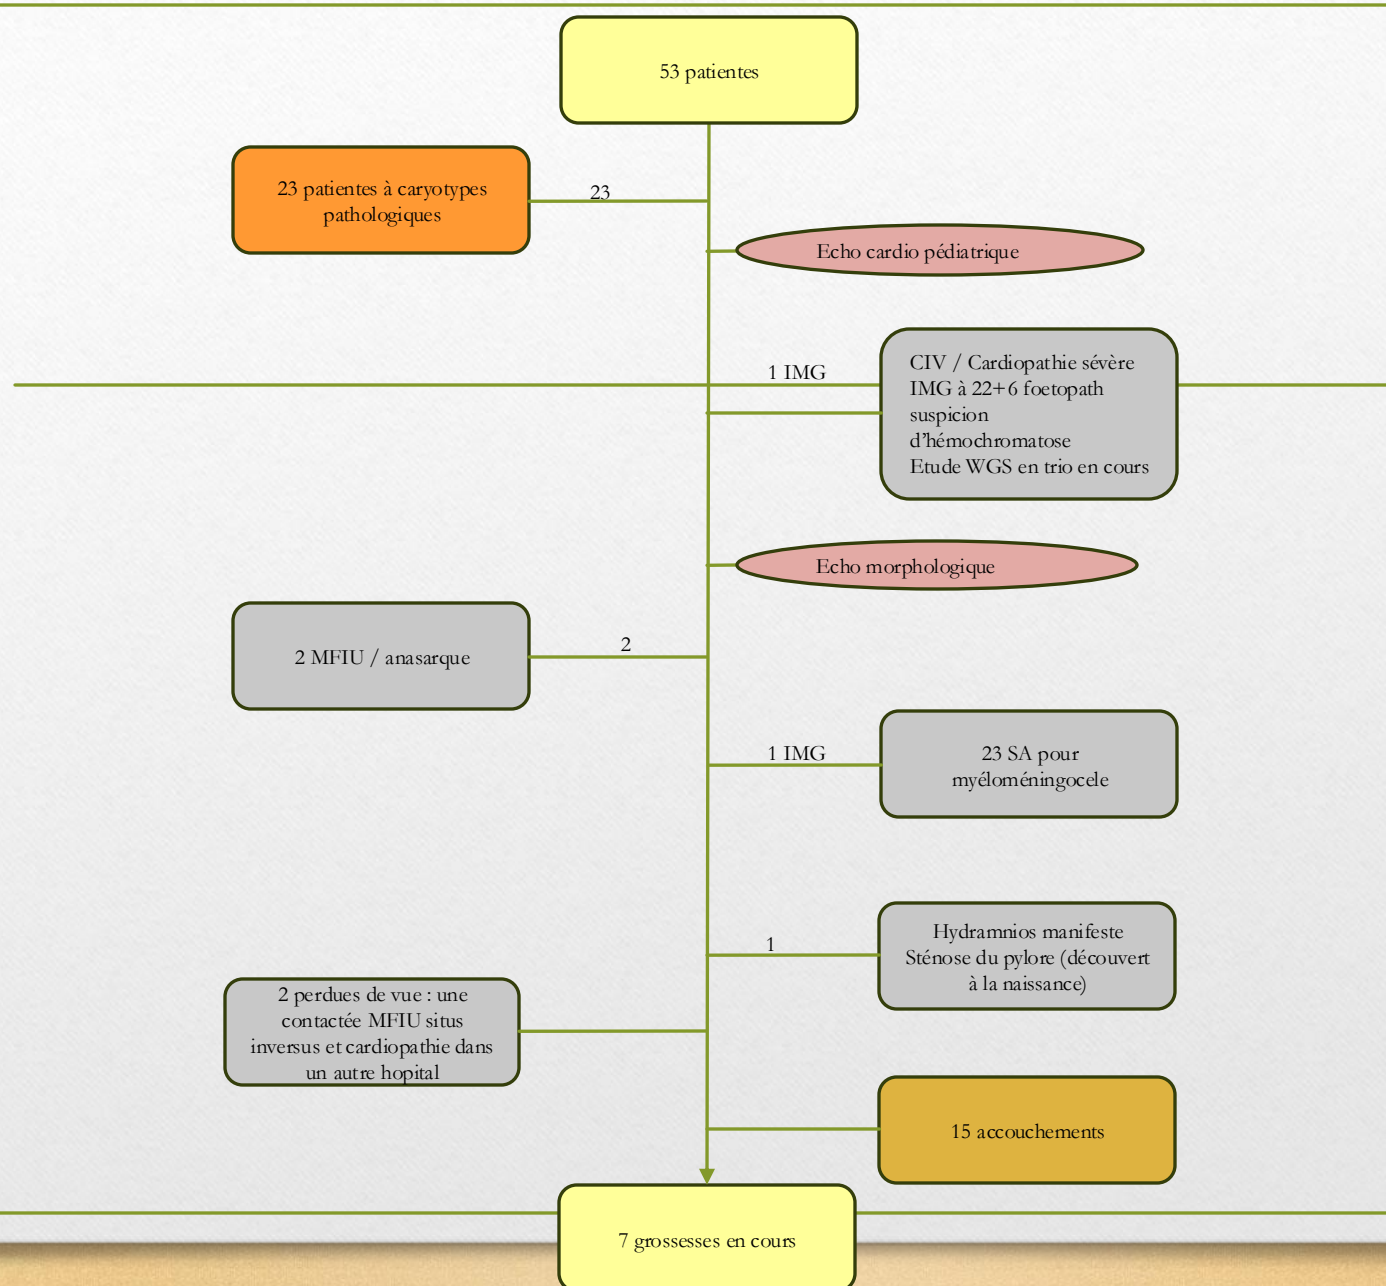 53 patientes
23 patientes à caryotypes
pathologiques
23
Echo cardio pédiatrique
1 IMG
CIV / Cardiopathie sévère
IMG à 22+6 foetopath
suspicion
d'hémochromatose
Etude WGS en trio en cours
Echo morphologique
2 MFIU / anasarque
2
1 IMG
23 SA pour
myéloméningocele
1
Hydramnios manifeste
Sténose du pylore (découvert
à la naissance)
2 perdues de vue : une
contactée MFIU situs
inversus et cardiopathie dans
un autre hopital
15 accouchements
7 grossesses en cours